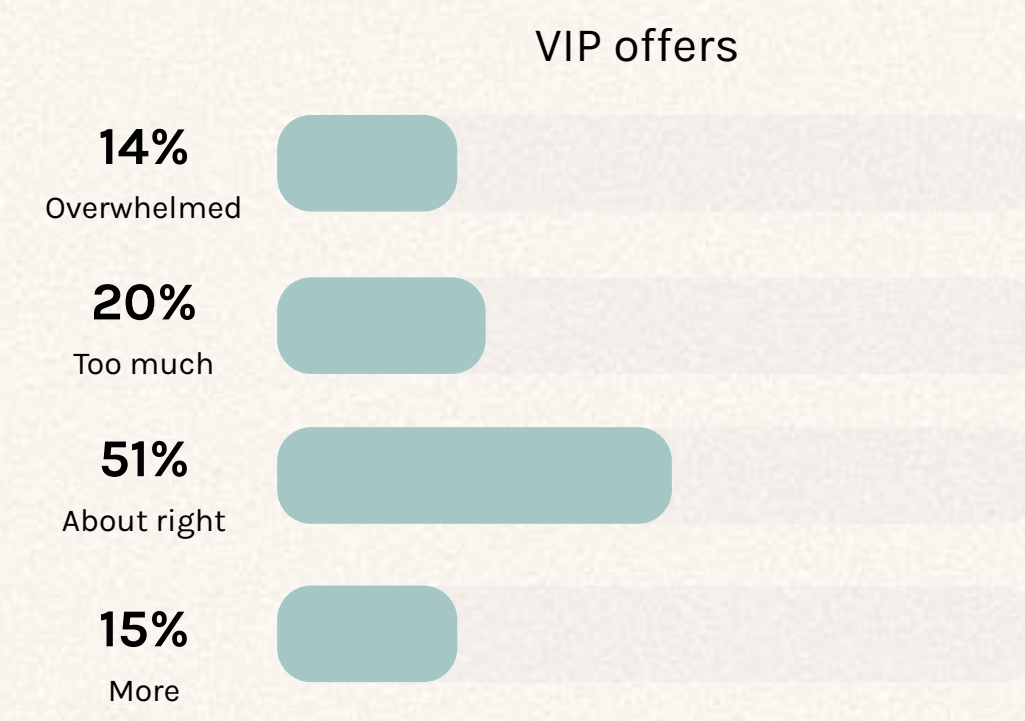 VIP offers
14%
Overwhelmed
20%
Too much
51%
About right
15%
More